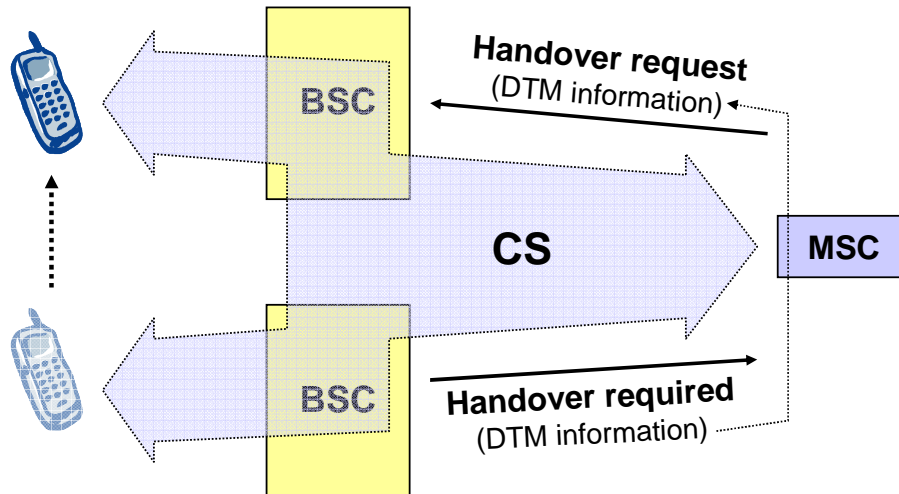 Handover request
(DTM information)
BSC
CS
MSC
BSC
Handover required
(DTM information)